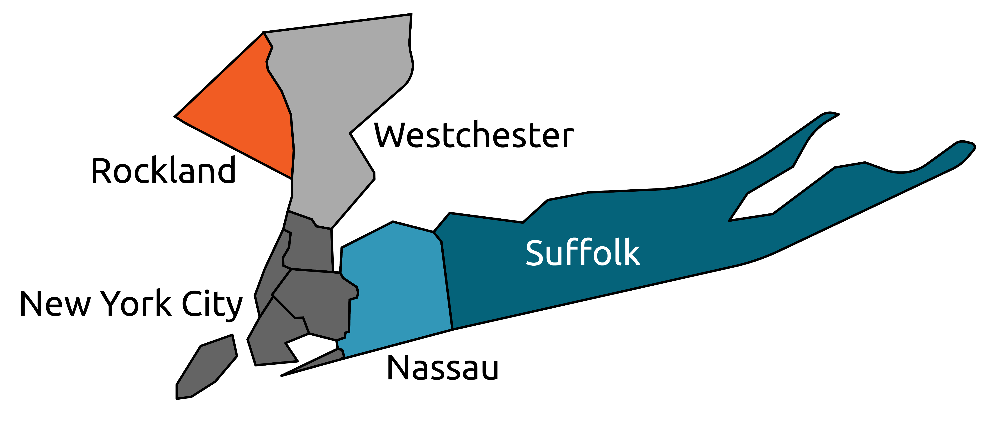 Westchester
Rockland
Suffolk
New York City
Nassau